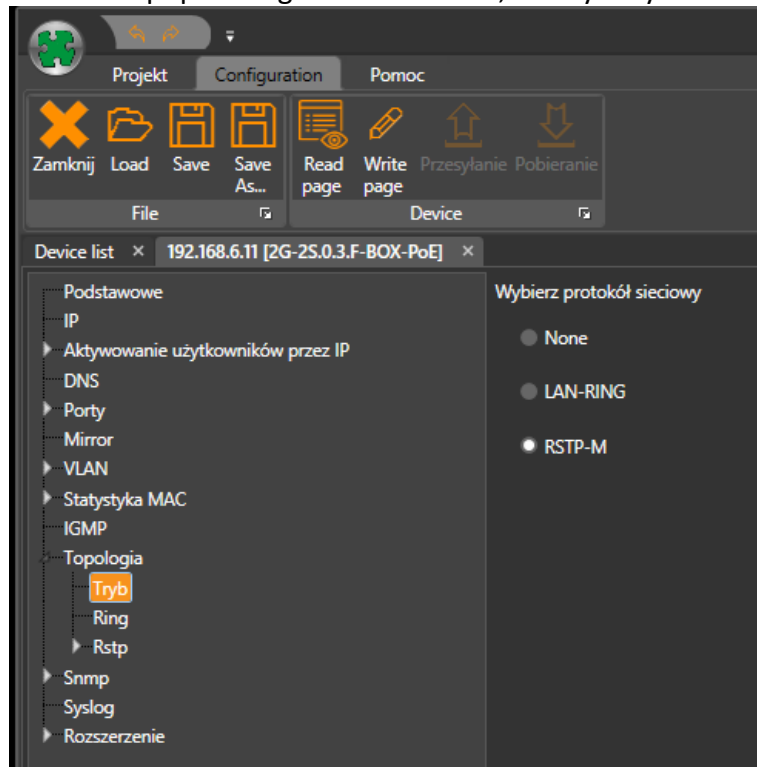 Projekt Configuration Pomoc
Zamknij Load Save Save As... Read page Write page Przesyłanie Pobieranie
File Device
Device list × 192.168.6.11 [2G-2S.0.3.F-BOX-PoE] ×
Podstawowe
IP
Aktywowanie użytkowników przez IP
DNS
Porty
Mirror
VLAN
Statystyka MAC
IGMP
Topologia
Tryb
Ring
Rstp
Snmp
Syslog
Rozszerzenie
Wybierz protokół sieciowy
None
LAN-RING
RSTP-M